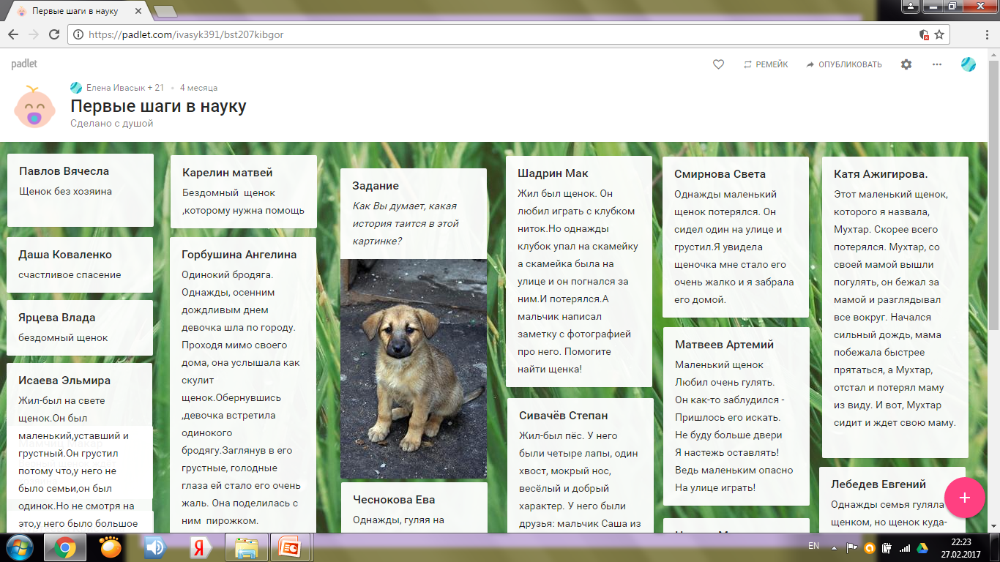 Первые шаги в науку
https://padlet.com/ivasyk391/bst207kibgor
padlet
РЕМЕЙК
ОПУБЛИКОВАТЬ
Елена Ивасык + 21 • 4 месяца
Первые шаги в науку
Сделано с душой
Павлов Вячесла
Щенок без хозяина
Даша Коваленко
счастливое спасение
Ярцева Влада
бездомный щенок
Исаева Эльмира
Жил-был на свете
щенок.Он был
маленький,уставший и
грустный.Он грустил
потому что,у него не
было семьи,он был
одинок.Но не смотря на
это,у него было большое
Карелин матвей
Бездомный щенок
,которому нужна помощь
Горбушина Ангелина
Одинокий бродяга.
Однажды, осенним
дождливым днем
девочка шла по городу.
Проходя мимо своего
дома, она услышала как
скулит
щенок.Обернувшись
,девочка встретила
одинокого
бродягу.Заглянув в его
грустные, голодные
глаза ей стало его очень
жаль. Она поделилась с
ним пирожком.
Задание
Как Вы думает, какая
история таится в этой
картинке?
Чеснокова Ева
Однажды, гуляя на
Шадрин Мак
Жил был щенок. Он
любил играть с клубком
ниток.Но однажды
клубок упал на скамейку
а скамейка была на
улице и он погнался за
ним.И потерялся.А
мальчик написал
заметку с фотографией
про него. Помогите
найти щенка!
Сивачёв Степан
Жил-был пёс. У него
были четыре лапы, один
хвост, мокрый нос,
весёлый и добрый
характер. У него были
друзья: мальчик Саша из
Смирнова Света
Однажды маленький
щенок потерялся. Он
сидел один на улице и
грустил.Я увидела
щеночка мне стало его
очень жалко и я забрала
его домой.
Матвеев Артемий
Маленький щенок
Любил очень гулять.
Он как-то заблудился -
Пришлось его искать.
Не буду больше двери
Я настежь оставлять!
Ведь маленьким опасно
На улице играть!
Катя Ажигирова.
Этот маленький щенок,
которого я назвала,
Мухтар. Скорее всего
потерялся. Мухтар, со
своей мамой вышли
погулять, он бежал за
мамой и разглядывал
все вокруг. Начался
сильный дождь, мама
побежала быстрее
прятаться, а Мухтар,
отстал и потерял маму
из виду. И вот, Мухтар
сидит и ждет свою маму.
Лебедев Евгений
Однажды семья гуляла
щенком, но щенок куда-
EN
22:23
27.02.2017